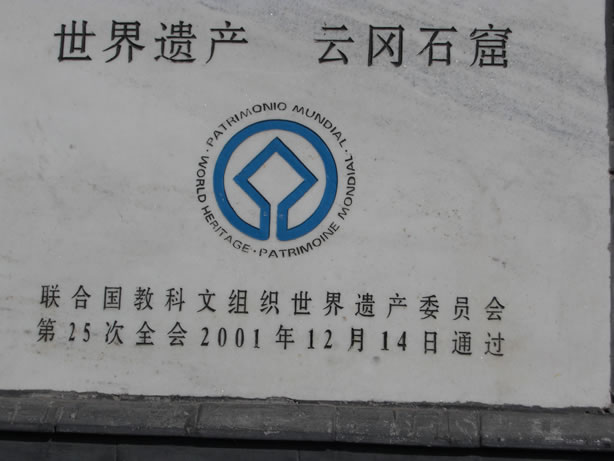 世界遗产 云冈石窟
PATRIMONIO MUNDIAL · WORLD HERITAGE · PATRIMOINE MONDIAL ·
联合国教科文组织世界遗产委员会
第25次全会2001年12月14日通过